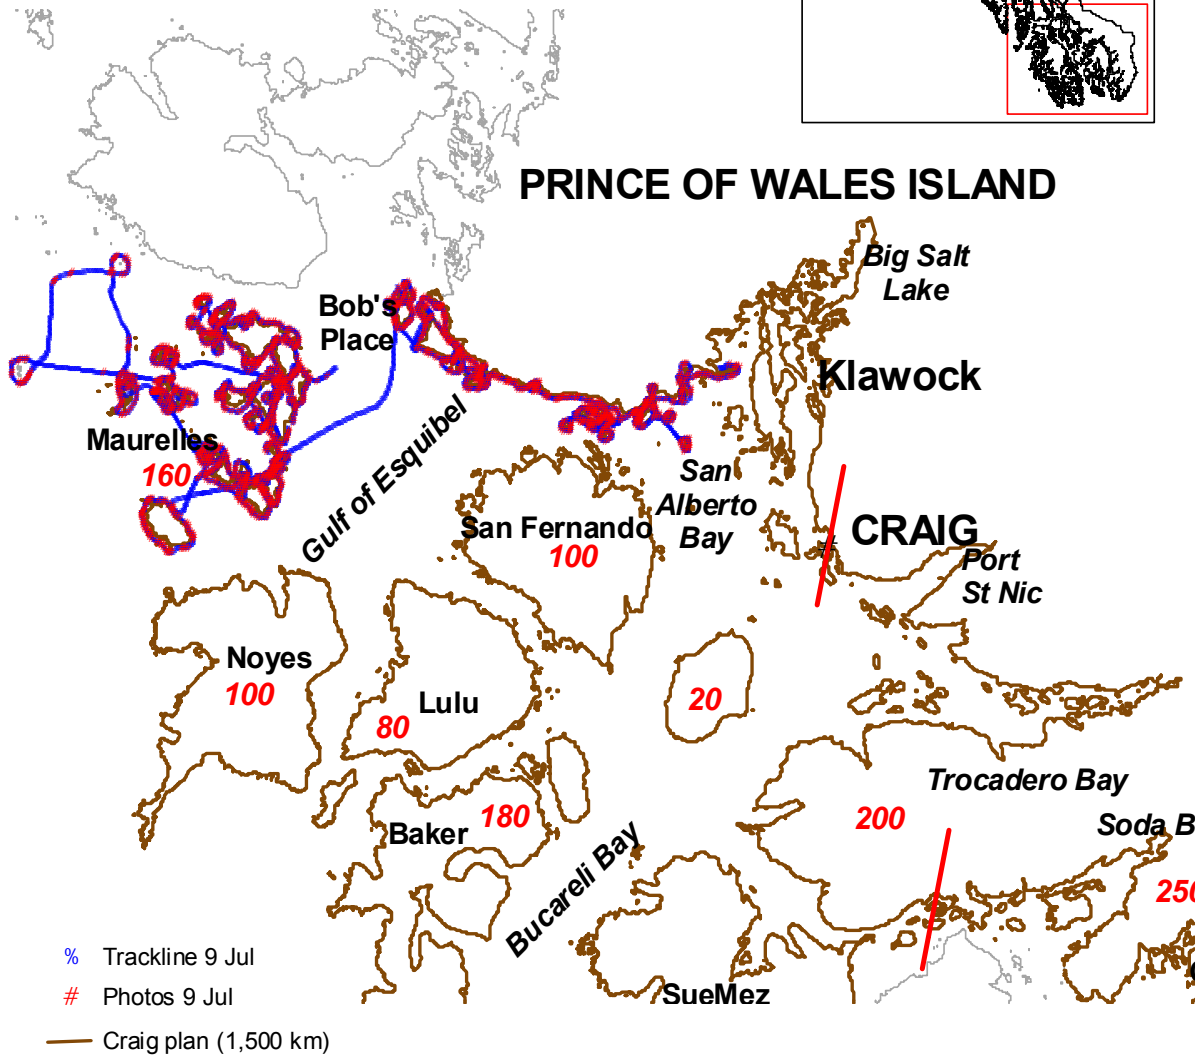 PRINCE OF WALES ISLAND
Big Salt
Lake
Bob's
Place
Klawock
Maurelles
160
Gulf of Esquibel
San
Alberto
Bay
San Fernando
100
CRAIG
Port
St Nic
Noyes
100
Lulu
80
20
Trocadero Bay
Baker
180
200
Soda B
250
Bucareli Bay
SueMez
% Trackline 9 Jul
# Photos 9 Jul
Craig plan (1,500 km)